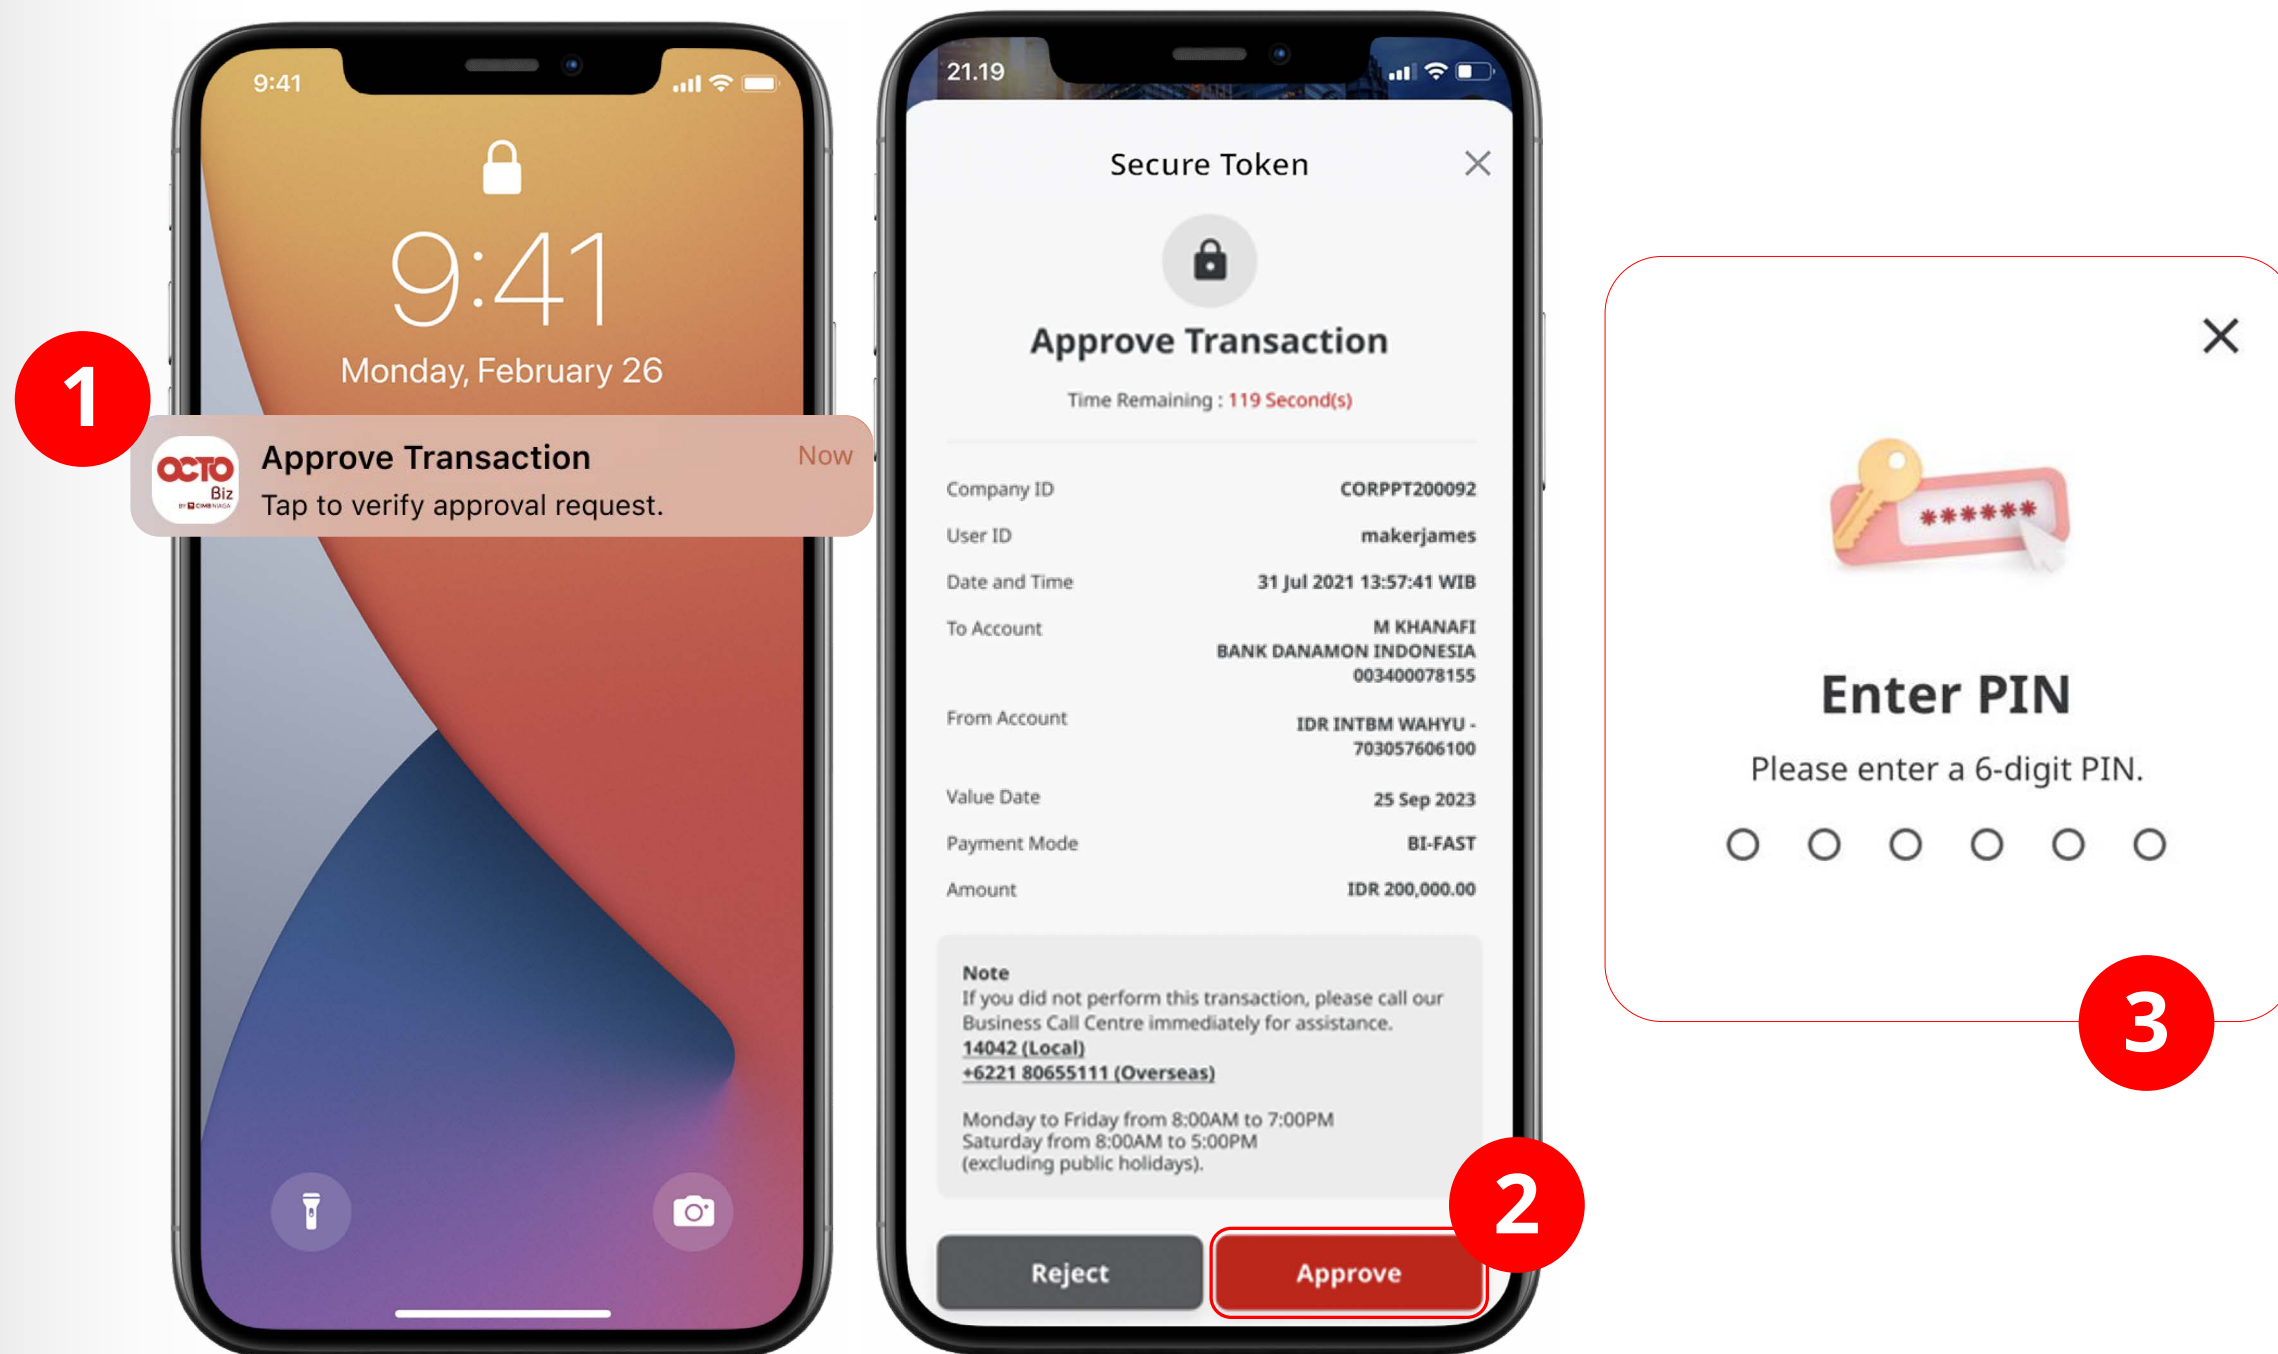 9:41
9:41
Monday, February 26
1
OCTO
Biz
BY CIMB NIAGA
Approve Transaction
Now
Tap to verify approval request.
21.19
Secure Token
Approve Transaction
Time Remaining : 119 Second(s)
Company ID CORPPT200092
User ID makerjames
Date and Time 31 Jul 2021 13:57:41 WIB
To Account M KHANAFI
BANK DANAMON INDONESIA
003400078155
From Account IDR INTBM WAHYU -
703057606100
Value Date 25 Sep 2023
Payment Mode BI-FAST
Amount IDR 200,000.00
Note
If you did not perform this transaction, please call our
Business Call Centre immediately for assistance.
14042 (Local)
+6221 80655111 (Overseas)
Monday to Friday from 8:00AM to 7:00PM
Saturday from 8:00AM to 5:00PM
(excluding public holidays).
2
Reject
Approve
******
Enter PIN
Please enter a 6-digit PIN.
3